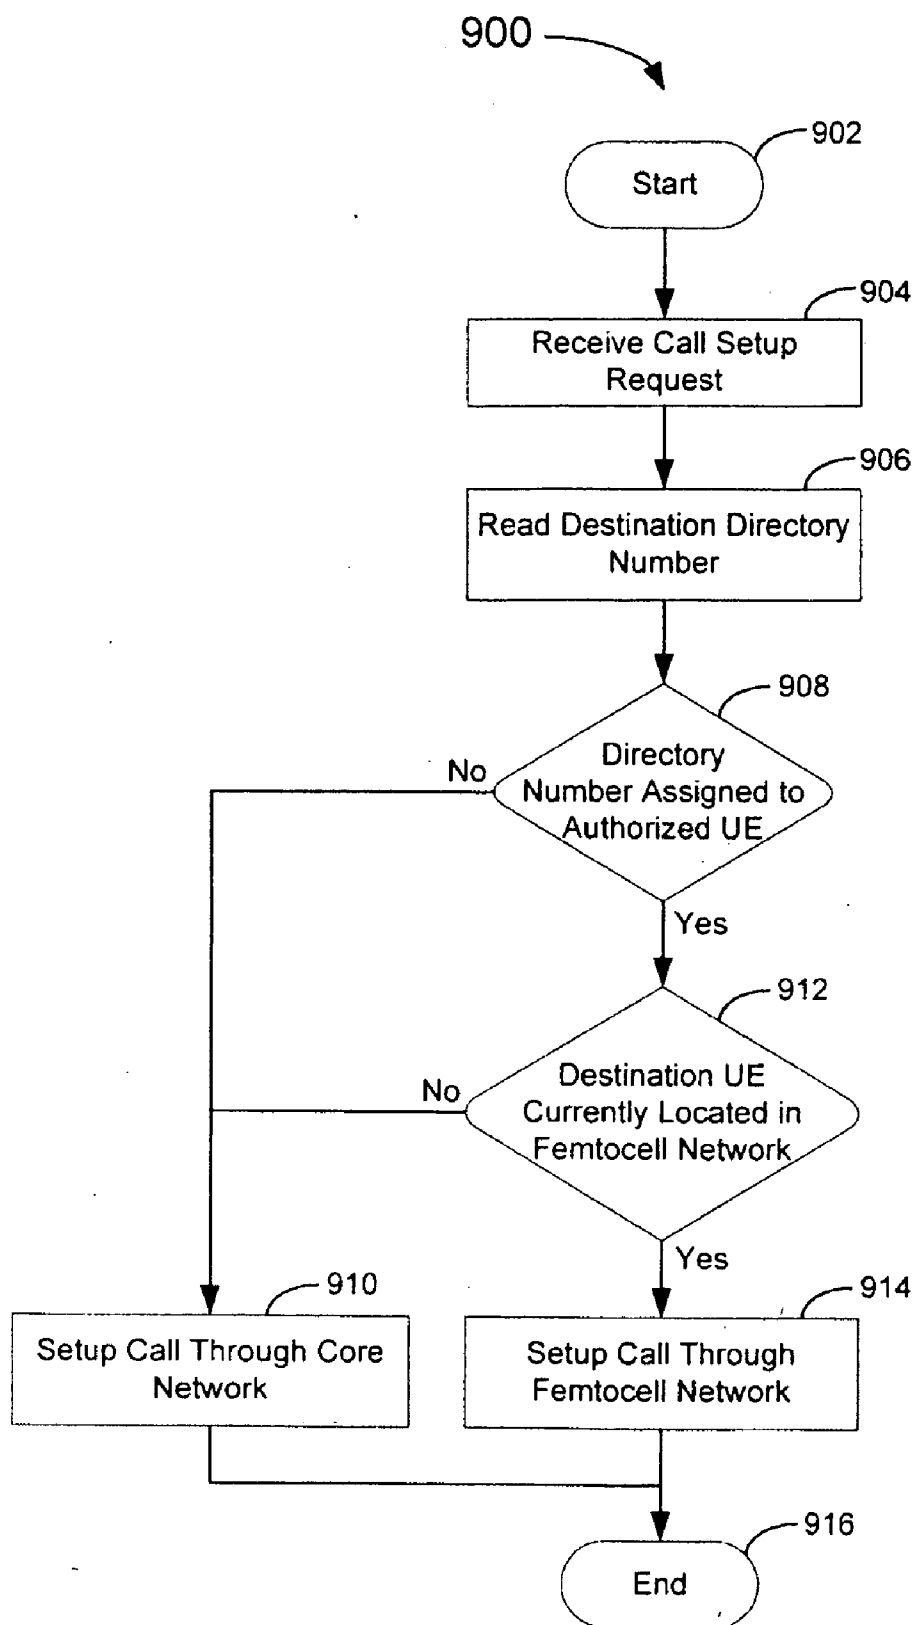 900
902
Start
904
Receive Call Setup
Request
906
Read Destination Directory
Number
908
Directory
Number Assigned to
Authorized UE
No
Yes
912
Destination UE
Currently Located in
Femtocell Network
No
Yes
910
Setup Call Through Core
Network
914
Setup Call Through
Femtocell Network
916
End